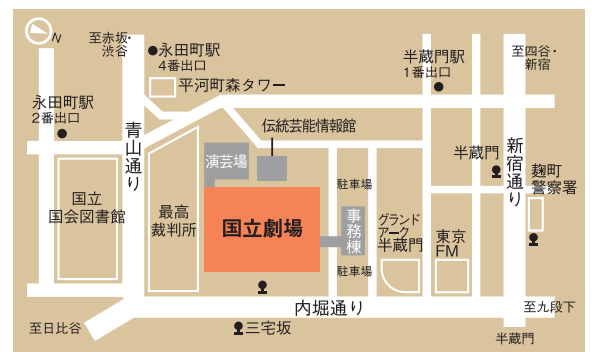 N
至赤坂・
渋谷
永田町駅
4番出口
平河町森タワー
永田町駅
2番出口
青山通り
半蔵門駅
1番出口
至四谷・
新宿
伝統芸能情報館
演芸場
半蔵門
新宿通り
麹町
警察署
国立
国会図書館
最高
裁判所
国立劇場
駐車場
事務棟
駐車場
グランド
アーク
半蔵門
東京
FM
内堀通り
至九段下
至日比谷
三宅坂
半蔵門